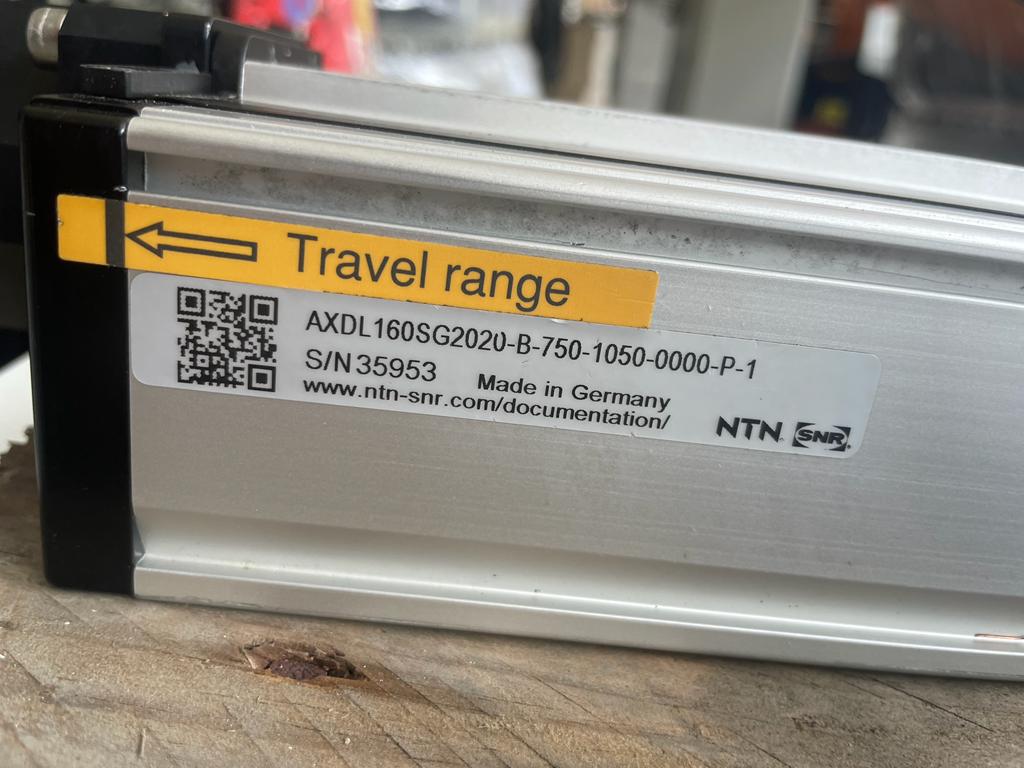 Travel range
AXDL160SG2020-B-750-1050-0000-P-1
S/N 35953
Made in Germany
www.ntn-snr.com/documentation/
NTN SNR